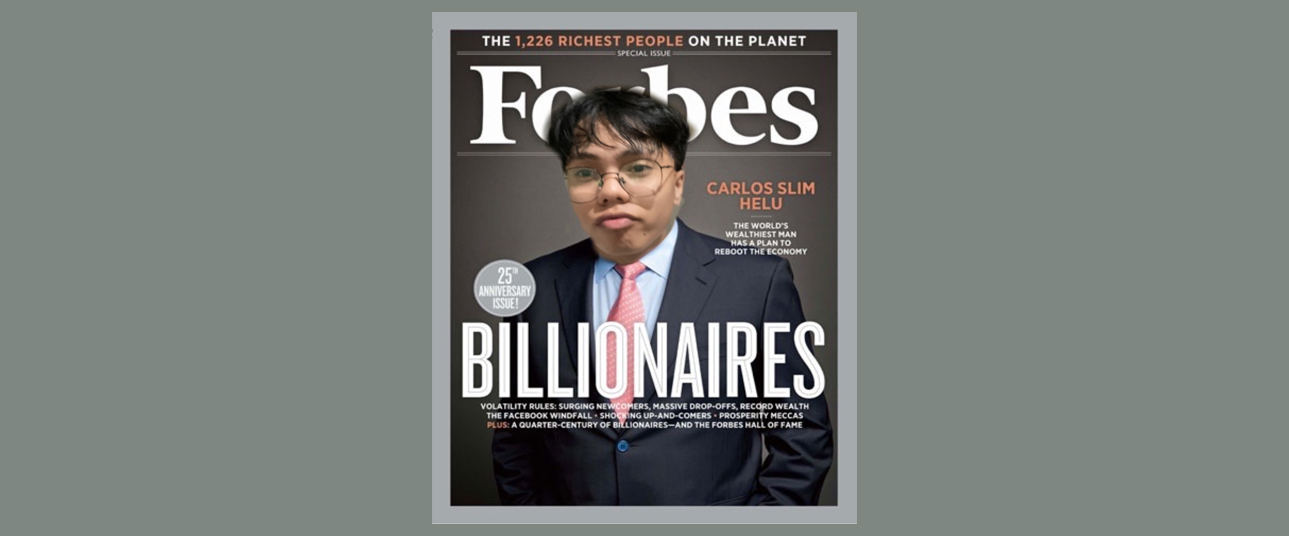 THE 1,226 RICHEST PEOPLE ON THE PLANET
SPECIAL ISSUE
Forbes
CARLOS SLIM
HELU
THE WORLD'S
WEALTHIEST MAN
HAS A PLAN TO
REBOOT THE ECONOMY
25TH
ANNIVERSARY
ISSUE!
BILLIONAIRES
VOLATILITY RULES: SURGING NEWCOMERS, MASSIVE DROP-OFFS, RECORD WEALTH
THE FACEBOOK WINDFALL • SHOCKING UP-AND-COMERS • PROSPERITY MECCAS
PLUS: A QUARTER-CENTURY OF BILLIONAIRES—AND THE FORBES HALL OF FAME